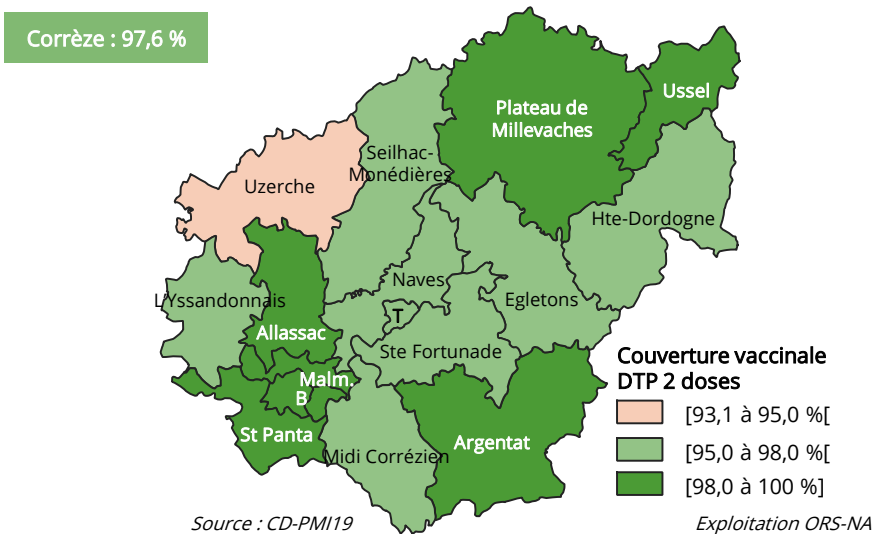 Corrèze : 97,6 %
Ussel
Plateau de
Millevaches
Seilhac-
Monédières
Uzerche
Hte-Dordogne
Naves
L'Yssandonnais
Egletons
T
Allassac
Ste Fortunade
Malm.
B
St Panta
Argentat
Midi Corrézien
Couverture vaccinale
DTP 2 doses
[93,1 à 95,0 %[
[95,0 à 98,0 %[
[98,0 à 100 %]
Source : CD-PMI19
Exploitation ORS-NA